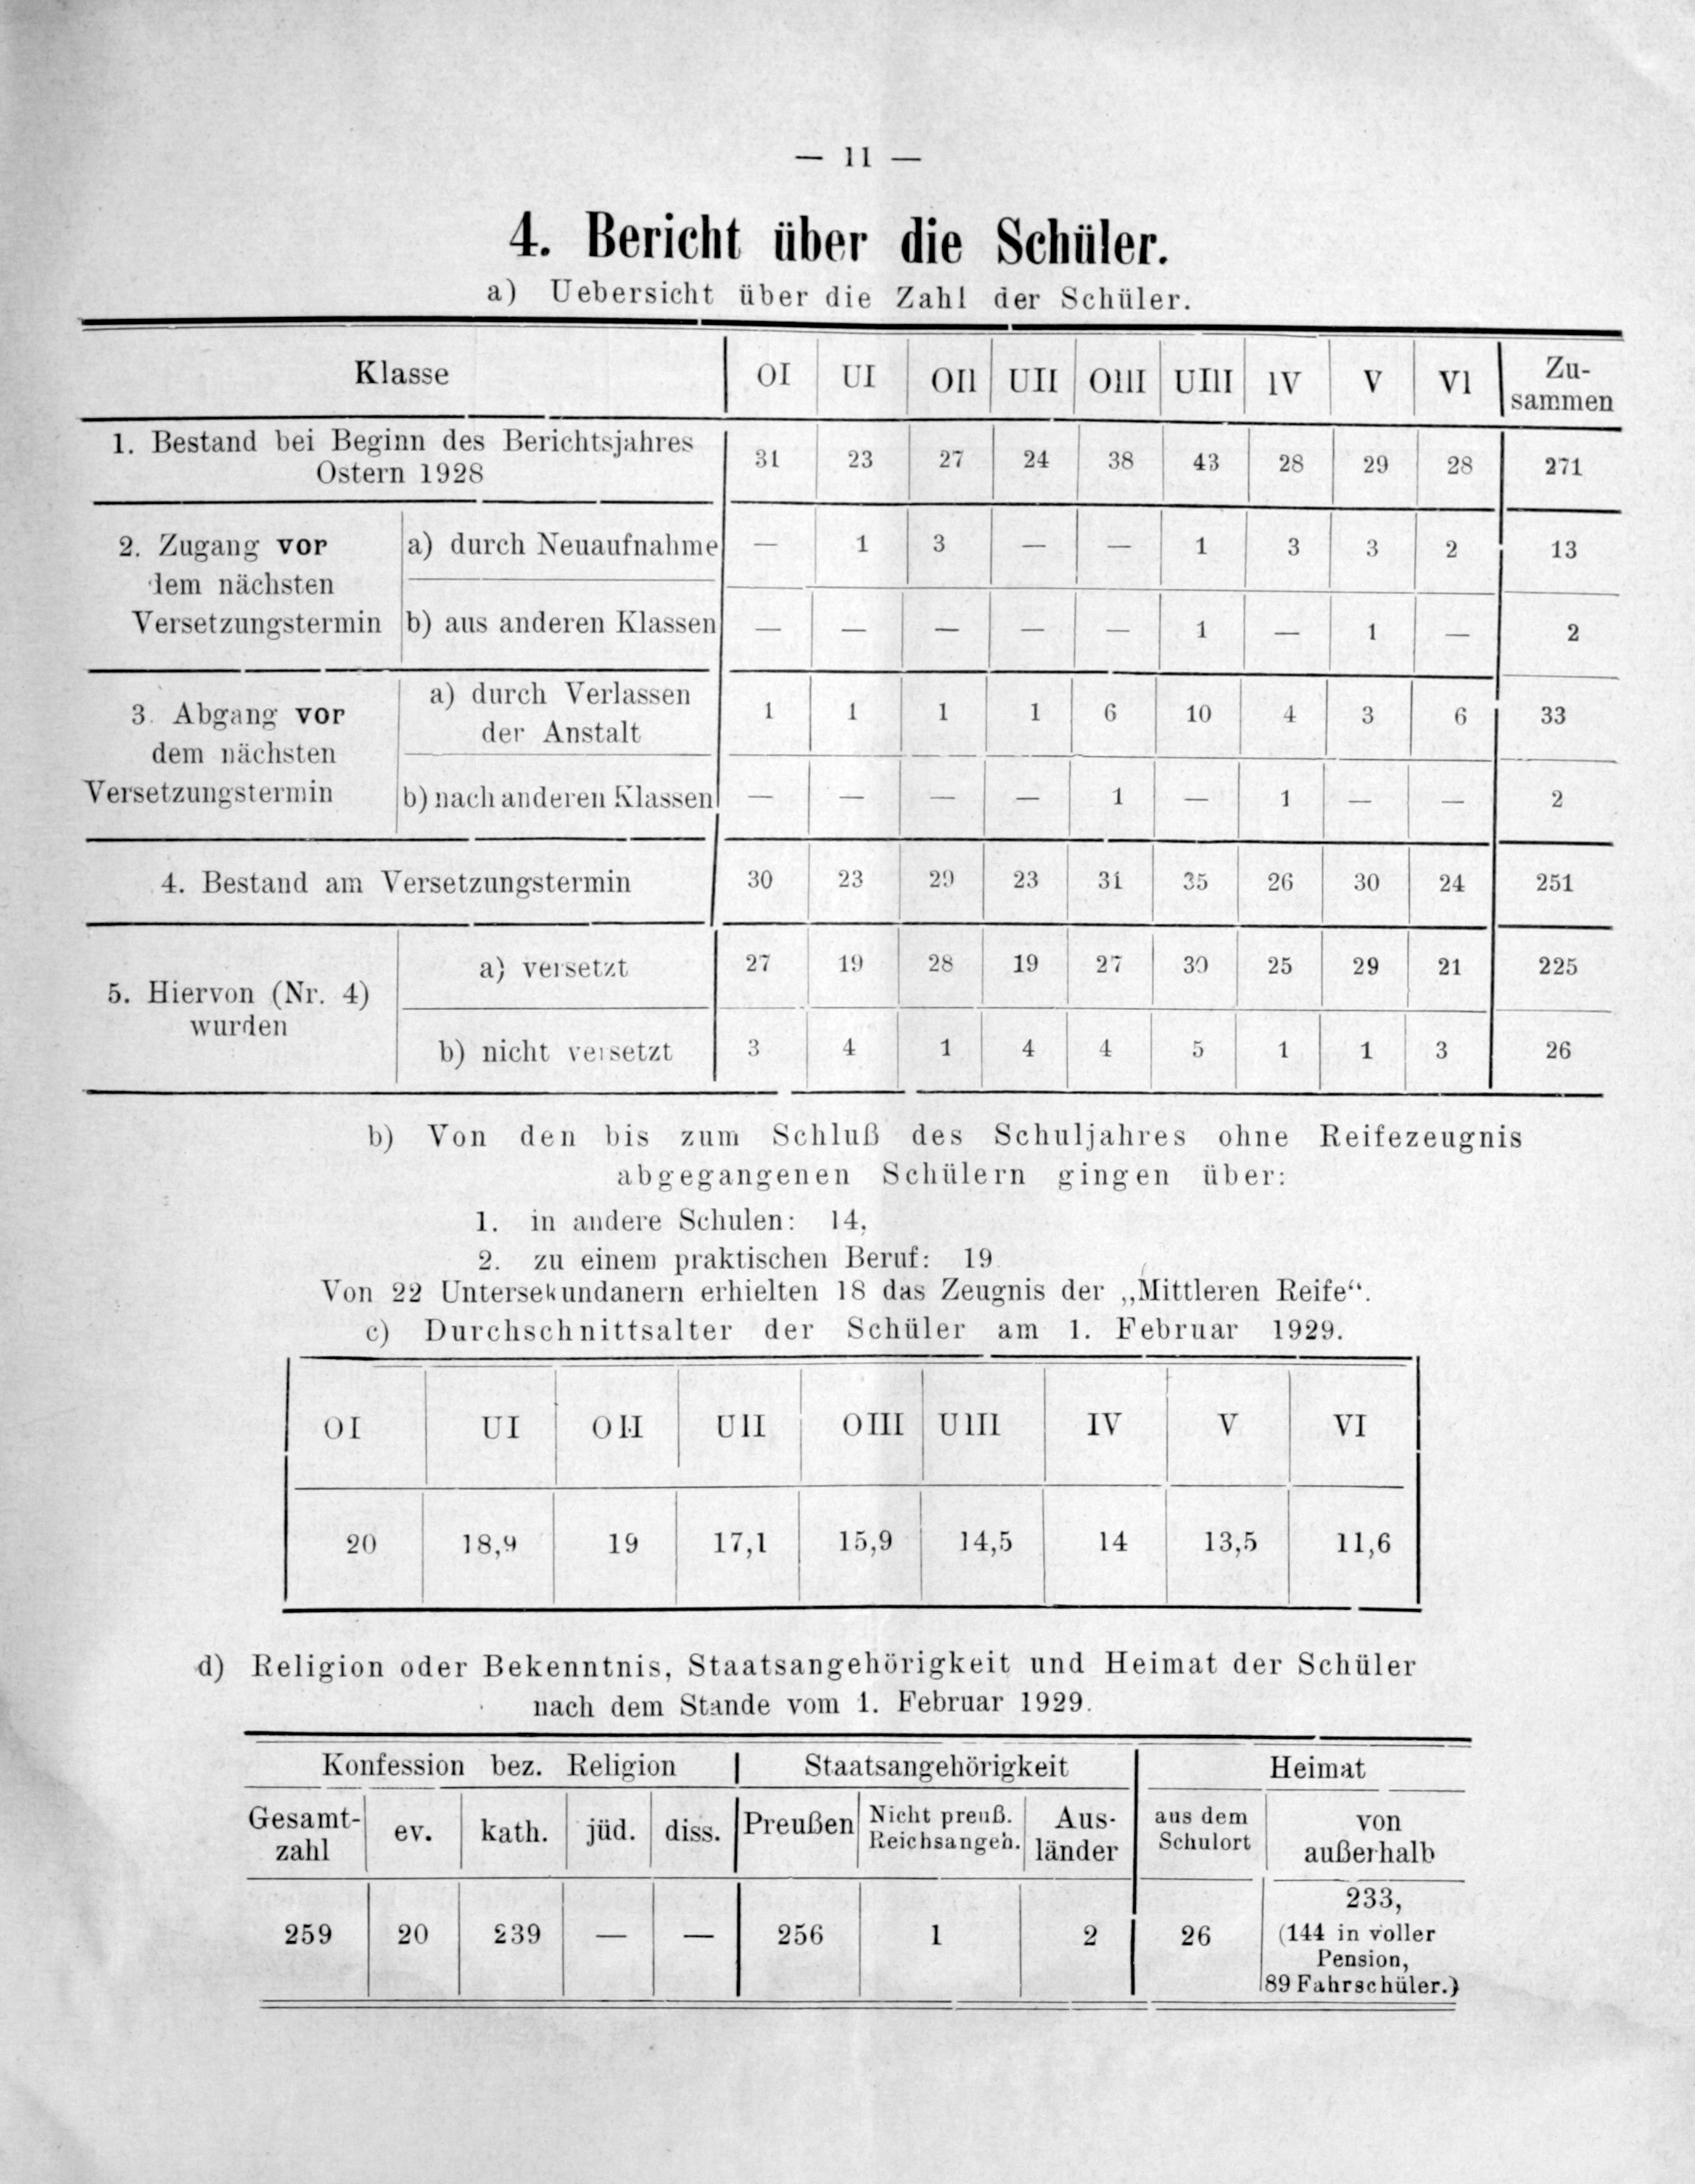 — 11 —
4. Bericht über die Schüler.
a) Uebersicht über die Zahl der Schüler.
Klasse OI UI OII UII OIII UIII IV V VI Zu-
sammen
1. Bestand bei Beginn des Berichtsjahres
Ostern 1928 31 23 27 24 38 43 28 29 28 271
2. Zugang vor a) durch Neuaufnahme — 1 3 — — 1 3 3 2 13
dem nächsten
Versetzungstermin b) aus anderen Klassen — — — — — 1 — 1 — 2
3. Abgang vor a) durch Verlassen
der Anstalt 1 1 1 1 6 10 4 3 6 33
dem nächsten
Versetzungstermin b) nach anderen Klassen — — — — 1 — 1 — — 2
4. Bestand am Versetzungstermin 30 23 29 23 31 35 26 30 24 251
5. Hiervon (Nr. 4) a) versetzt 27 19 28 19 27 30 25 29 21 225
wurden
b) nicht versetzt 3 4 1 4 4 5 1 1 3 26
b) Von den bis zum Schluß des Schuljahres ohne Reifezeugnis
abgegangenen Schülern gingen über:
1. in andere Schulen: 14,
2. zu einem praktischen Beruf: 19
Von 22 Untersekundanern erhielten 18 das Zeugnis der „Mittleren Reife“.
c) Durchschnittsalter der Schüler am 1. Februar 1929.
OI UI OII UII OIII UIII IV V VI
20 18,9 19 17,1 15,9 14,5 14 13,5 11,6
d) Religion oder Bekenntnis, Staatsangehörigkeit und Heimat der Schüler
nach dem Stande vom 1. Februar 1929.
Konfession bez. Religion Staatsangehörigkeit Heimat
Gesamt-
zahl ev. kath. jüd. diss. Preußen Nicht preuß.
Reichsangeh. Aus-
länder aus dem
Schulort von
außerhalb
259 20 239 — — 256 1 2 26 233,
(144 in voller
Pension,
89 Fahrschüler.)